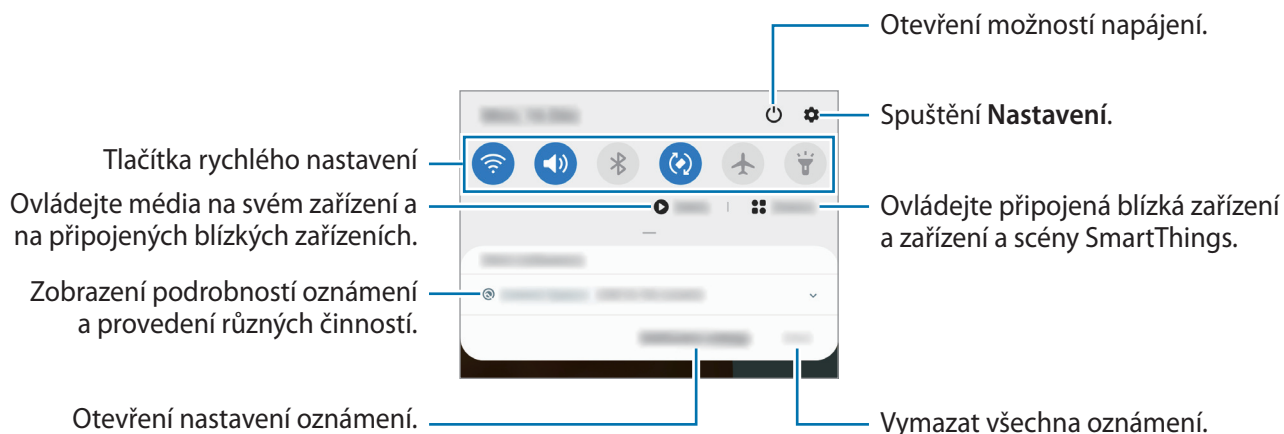 Otevření možností napájení.
Spuštění Nastavení.
Tlačítka rychlého nastavení
Ovládejte média na svém zařízení a
na připojených blízkých zařízeních.
Ovládejte připojená blízká zařízení
a zařízení a scény SmartThings.
Zobrazení podrobností oznámení
a provedení různých činností.
Otevření nastavení oznámení.
Vymazat všechna oznámení.